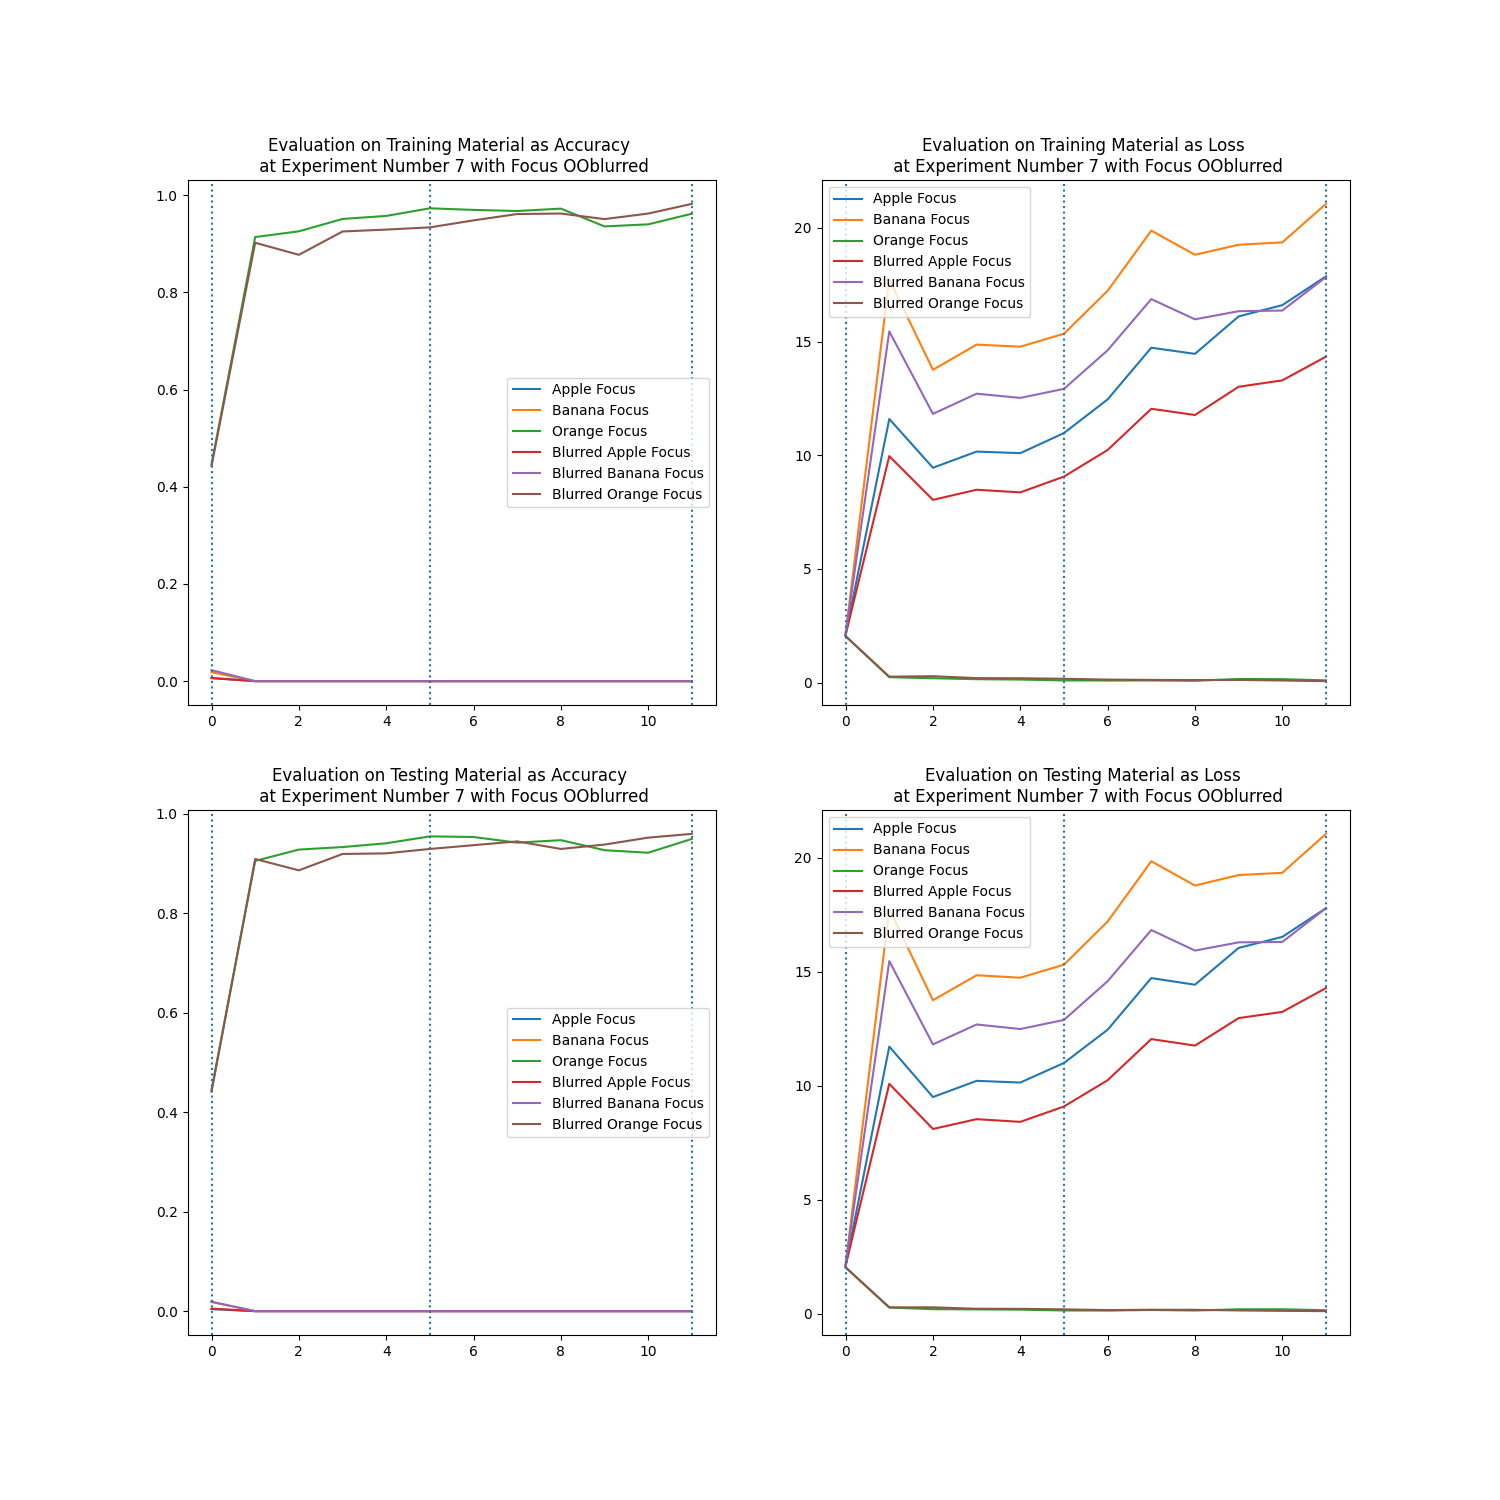 Evaluation on Training Material as Accuracy
at Experiment Number 7 with Focus OOblurred
1.0
0.8
0.6
0.4
0.2
0.0
0 2 4 6 8 10
Apple Focus
Banana Focus
Orange Focus
Blurred Apple Focus
Blurred Banana Focus
Blurred Orange Focus
Evaluation on Training Material as Loss
at Experiment Number 7 with Focus OOblurred
20
15
10
5
0
0 2 4 6 8 10
Apple Focus
Banana Focus
Orange Focus
Blurred Apple Focus
Blurred Banana Focus
Blurred Orange Focus
Evaluation on Testing Material as Accuracy
at Experiment Number 7 with Focus OOblurred
1.0
0.8
0.6
0.4
0.2
0.0
0 2 4 6 8 10
Apple Focus
Banana Focus
Orange Focus
Blurred Apple Focus
Blurred Banana Focus
Blurred Orange Focus
Evaluation on Testing Material as Loss
at Experiment Number 7 with Focus OOblurred
20
15
10
5
0
0 2 4 6 8 10
Apple Focus
Banana Focus
Orange Focus
Blurred Apple Focus
Blurred Banana Focus
Blurred Orange Focus